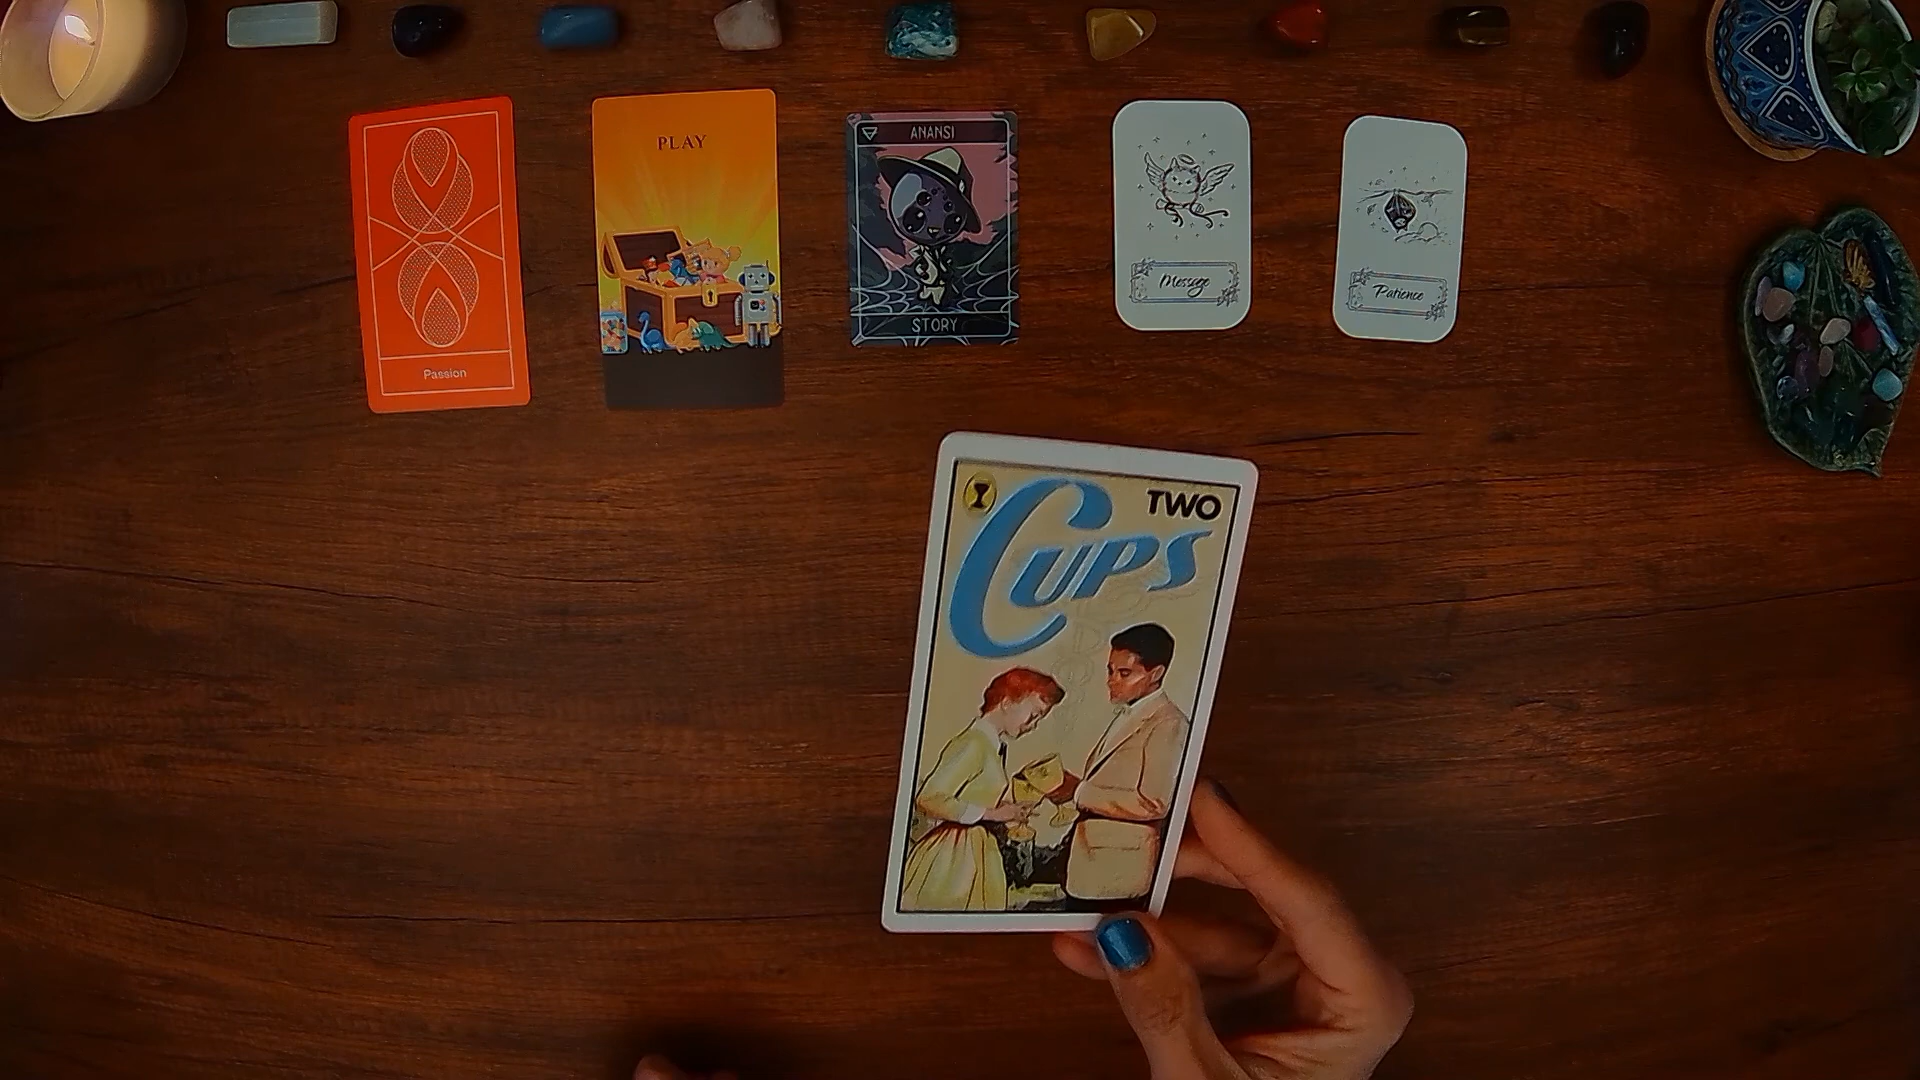 Passion
PLAY
ANANSI
STORY
Message
Patience
TWO
CUPS